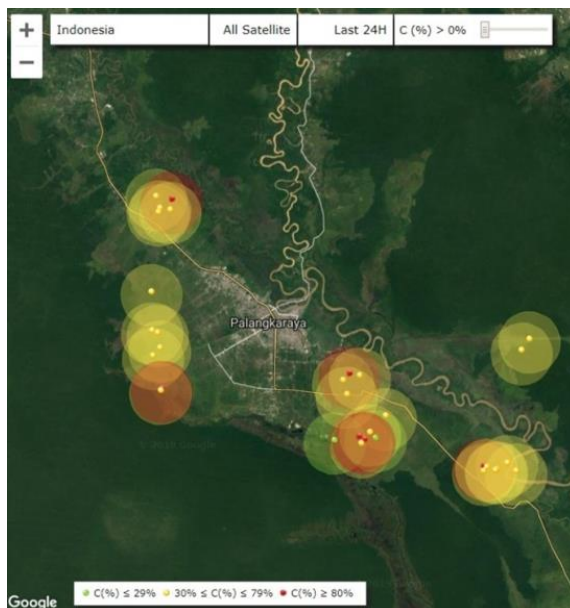 +
Indonesia
All Satellite
Last 24H
C (%) > 0%
−
Palangkaraya
Google
C(%) ≤ 29% 30% ≤ C(%) ≤ 79% C(%) ≥ 80%